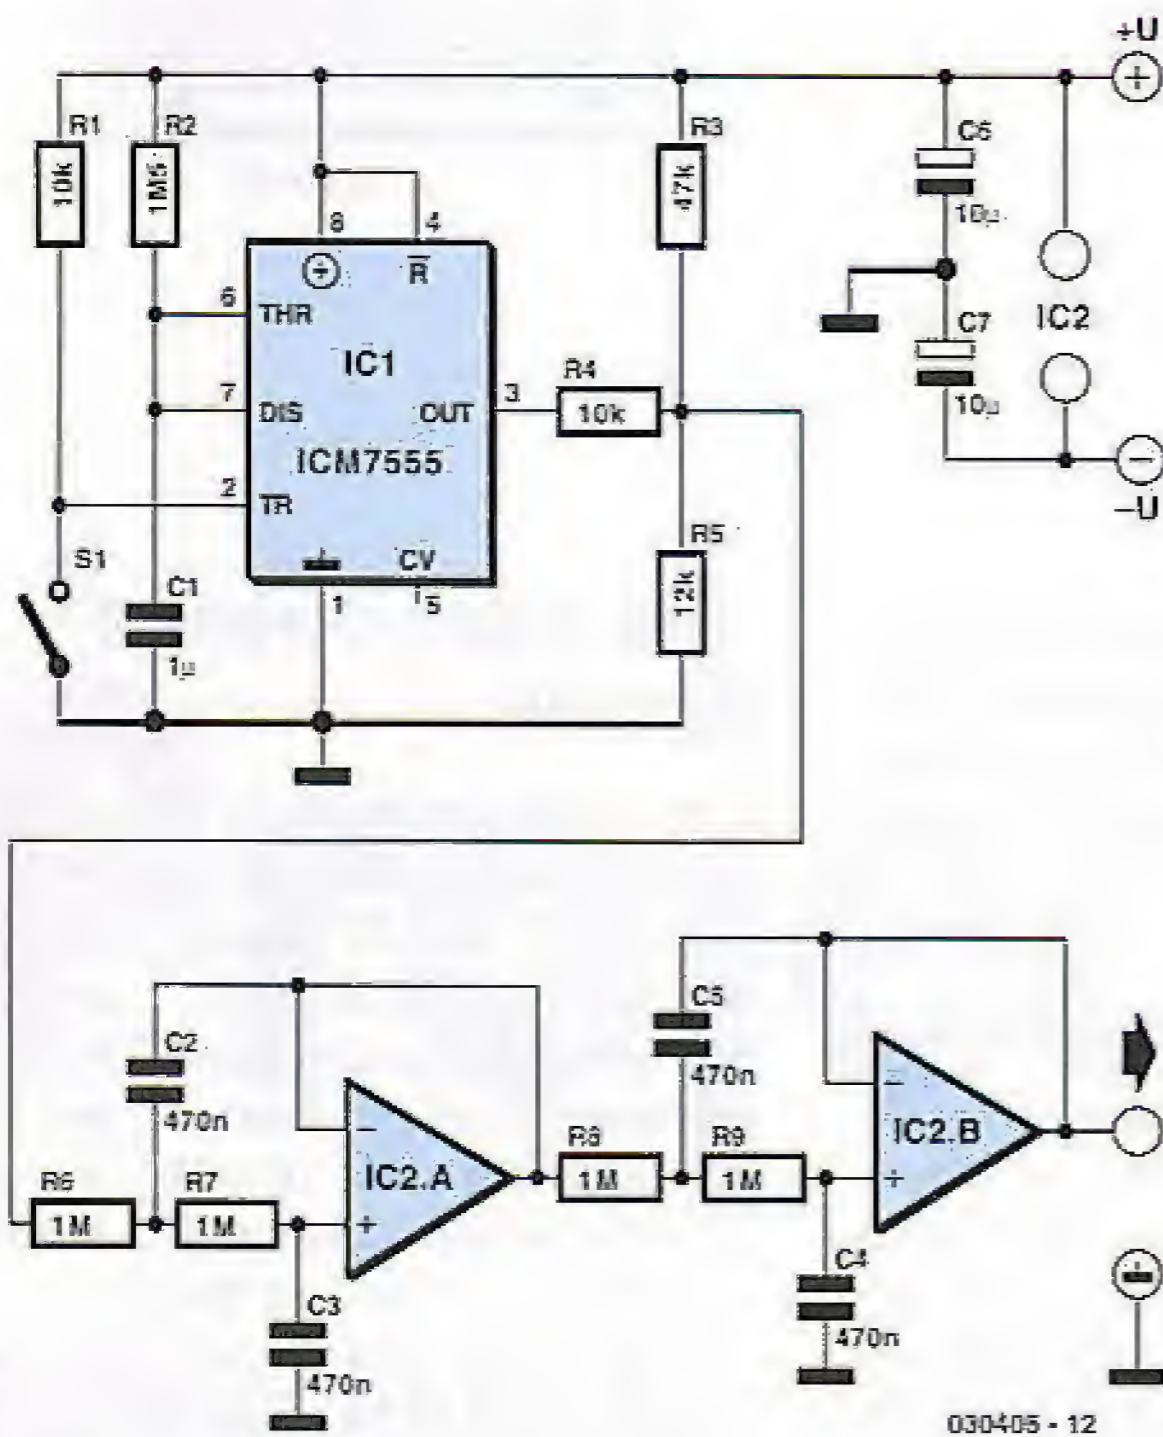 +U
R1
10k
R2
1M5
R3
47k
C6
10µ
8
4
R
6
THR
IC1
7
DIS
OUT
3
R4
10k
ICM7555
2
TR
CV
1
5
S1
C1
1µ
R5
12k
C7
10µ
IC2
−U
C2
470n
R6
1M
R7
1M
−
+
IC2.A
C3
470n
C5
470n
R8
1M
R9
1M
−
+
IC2.B
C4
470n
030405 - 12